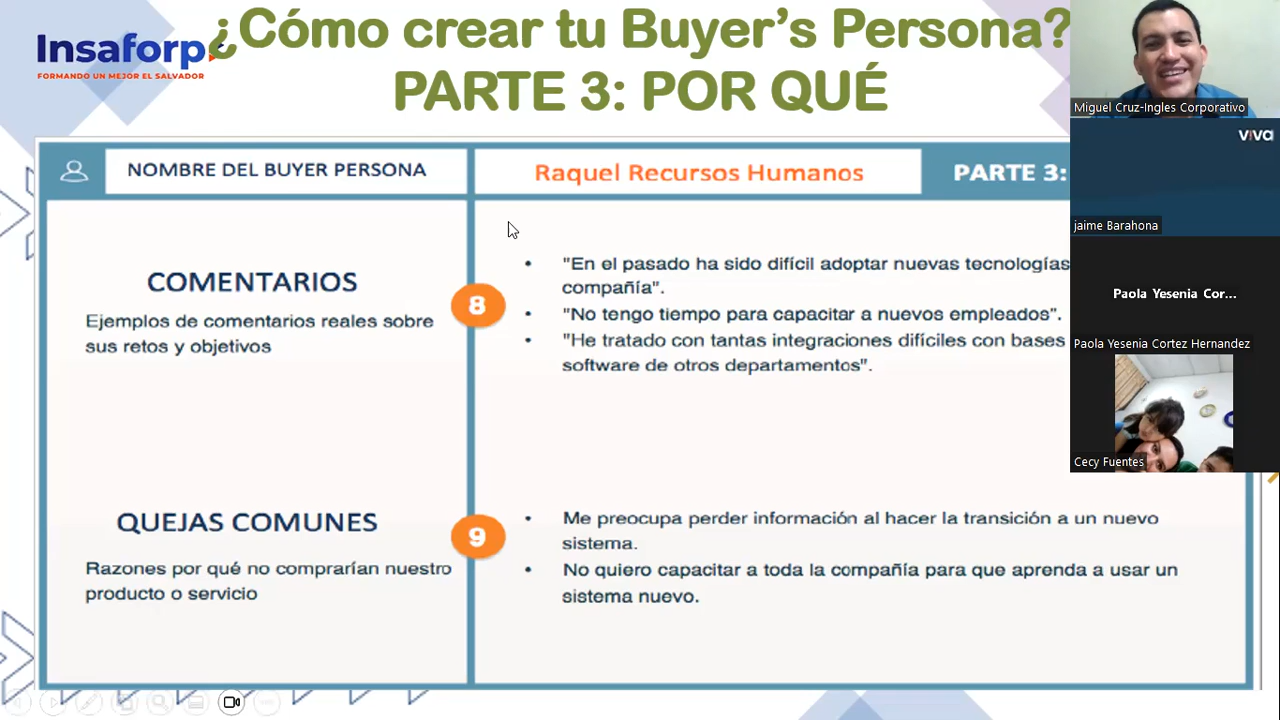 ¿Cómo crear tu Buyer's Persona?
PARTE 3: POR QUÉ
Insaforp
FORMANDO UN MEJOR EL SALVADOR
NOMBRE DEL BUYER PERSONA
Raquel Recursos Humanos
PARTE 3:
COMENTARIOS
Ejemplos de comentarios reales sobre
sus retos y objetivos
8
"En el pasado ha sido difícil adoptar nuevas tecnologías
compañía".
"No tengo tiempo para capacitar a nuevos empleados".
"He tratado con tantas integraciones difíciles con bases
software de otros departamentos".
QUEJAS COMUNES
Razones por qué no comprarían nuestro
producto o servicio
9
Me preocupa perder información al hacer la transición a un nuevo
sistema.
No quiero capacitar a toda la compañía para que aprenda a usar un
sistema nuevo.
Miguel Cruz-Ingles Corporativo
viva
jaime Barahona
Paola Yesenia Cor...
Paola Yesenia Cortez Hernandez
Cecy Fuentes